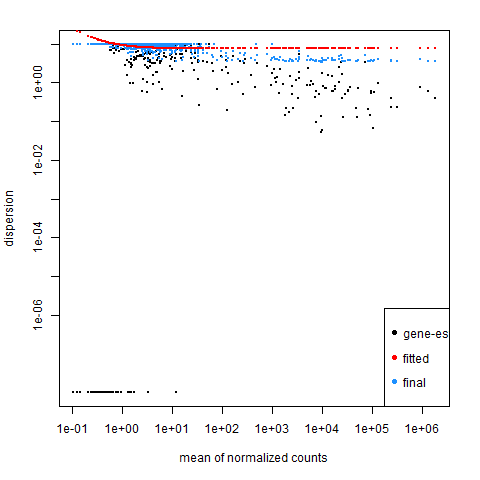 dispersion
1e+00
1e-02
1e-04
1e-06
gene-es
fitted
final
1e-01 1e+00 1e+01 1e+02 1e+03 1e+04 1e+05 1e+06
mean of normalized counts